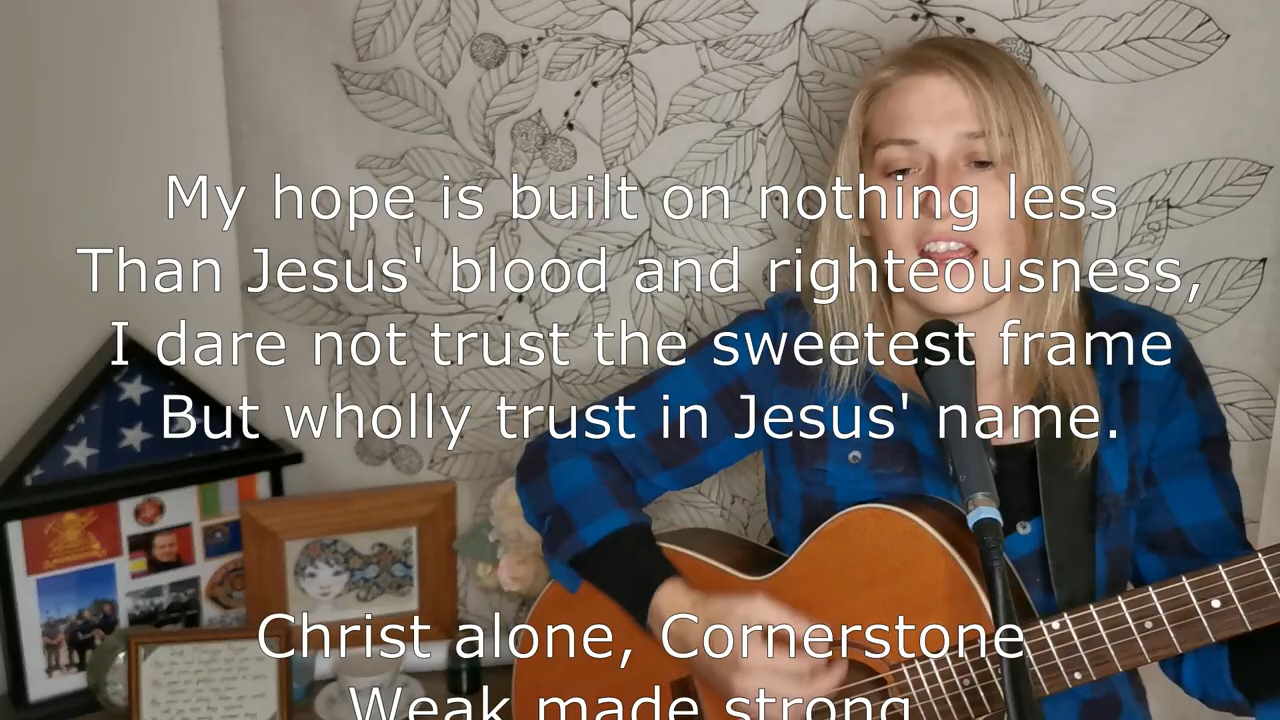 My hope is built on nothing less
Than Jesus' blood and righteousness,
I dare not trust the sweetest frame
But wholly trust in Jesus' name.
Christ alone, Cornerstone
Weak made strong